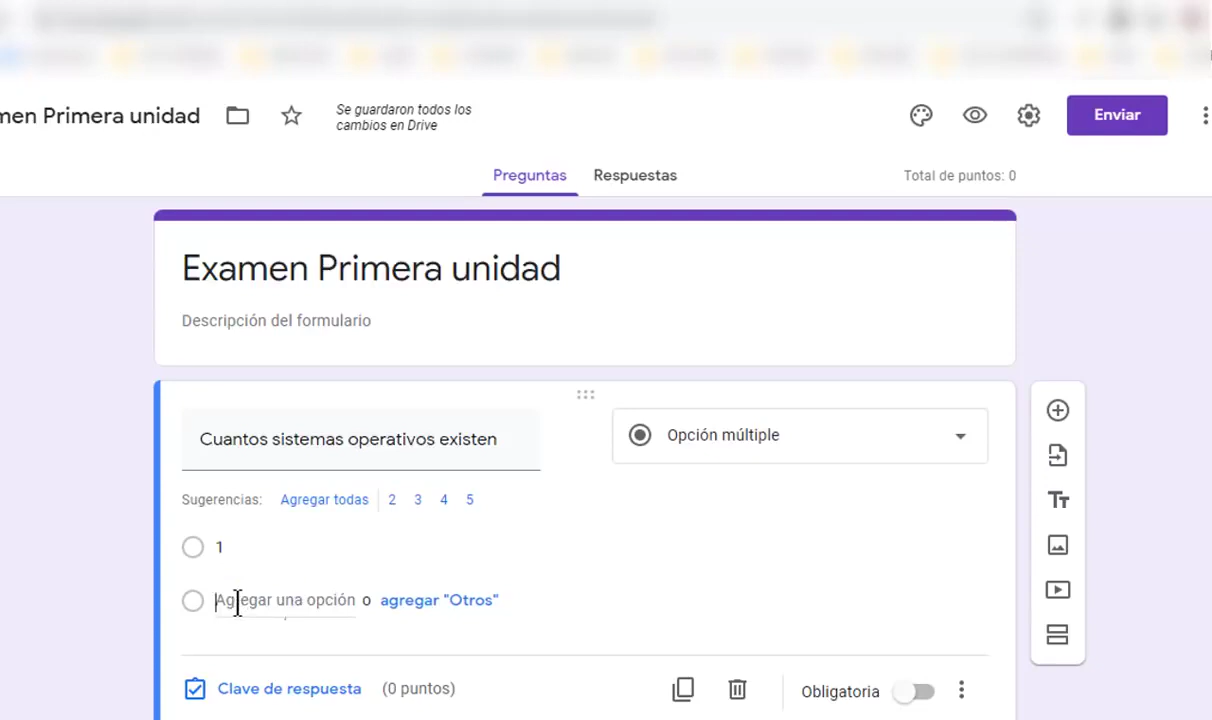 men Primera unidad
Se guardaron todos los
cambios en Drive
Enviar
Preguntas
Respuestas
Total de puntos: 0
Examen Primera unidad
Descripción del formulario
Cuantos sistemas operativos existen
Opción múltiple
Sugerencias: Agregar todas 2 3 4 5
1
Agregar una opción o agregar "Otros"
Clave de respuesta (0 puntos)
Obligatoria